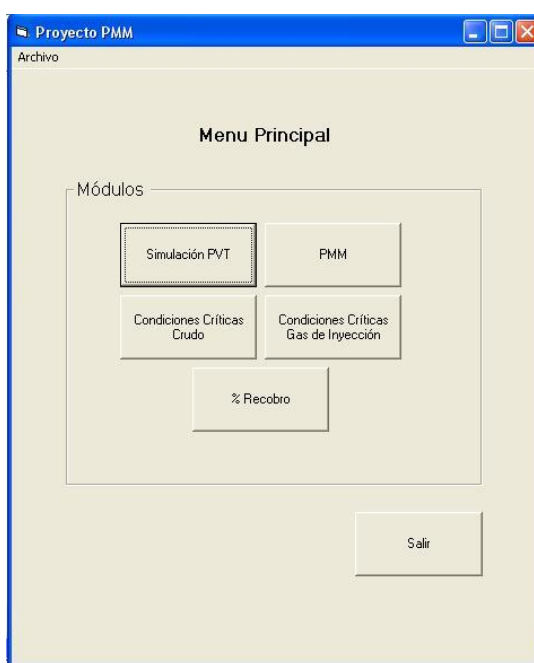 Proyecto PMM
Archivo
Menu Principal
Módulos
Simulación PVT
PMM
Condiciones Críticas
Crudo
Condiciones Críticas
Gas de Inyección
% Recobro
Salir